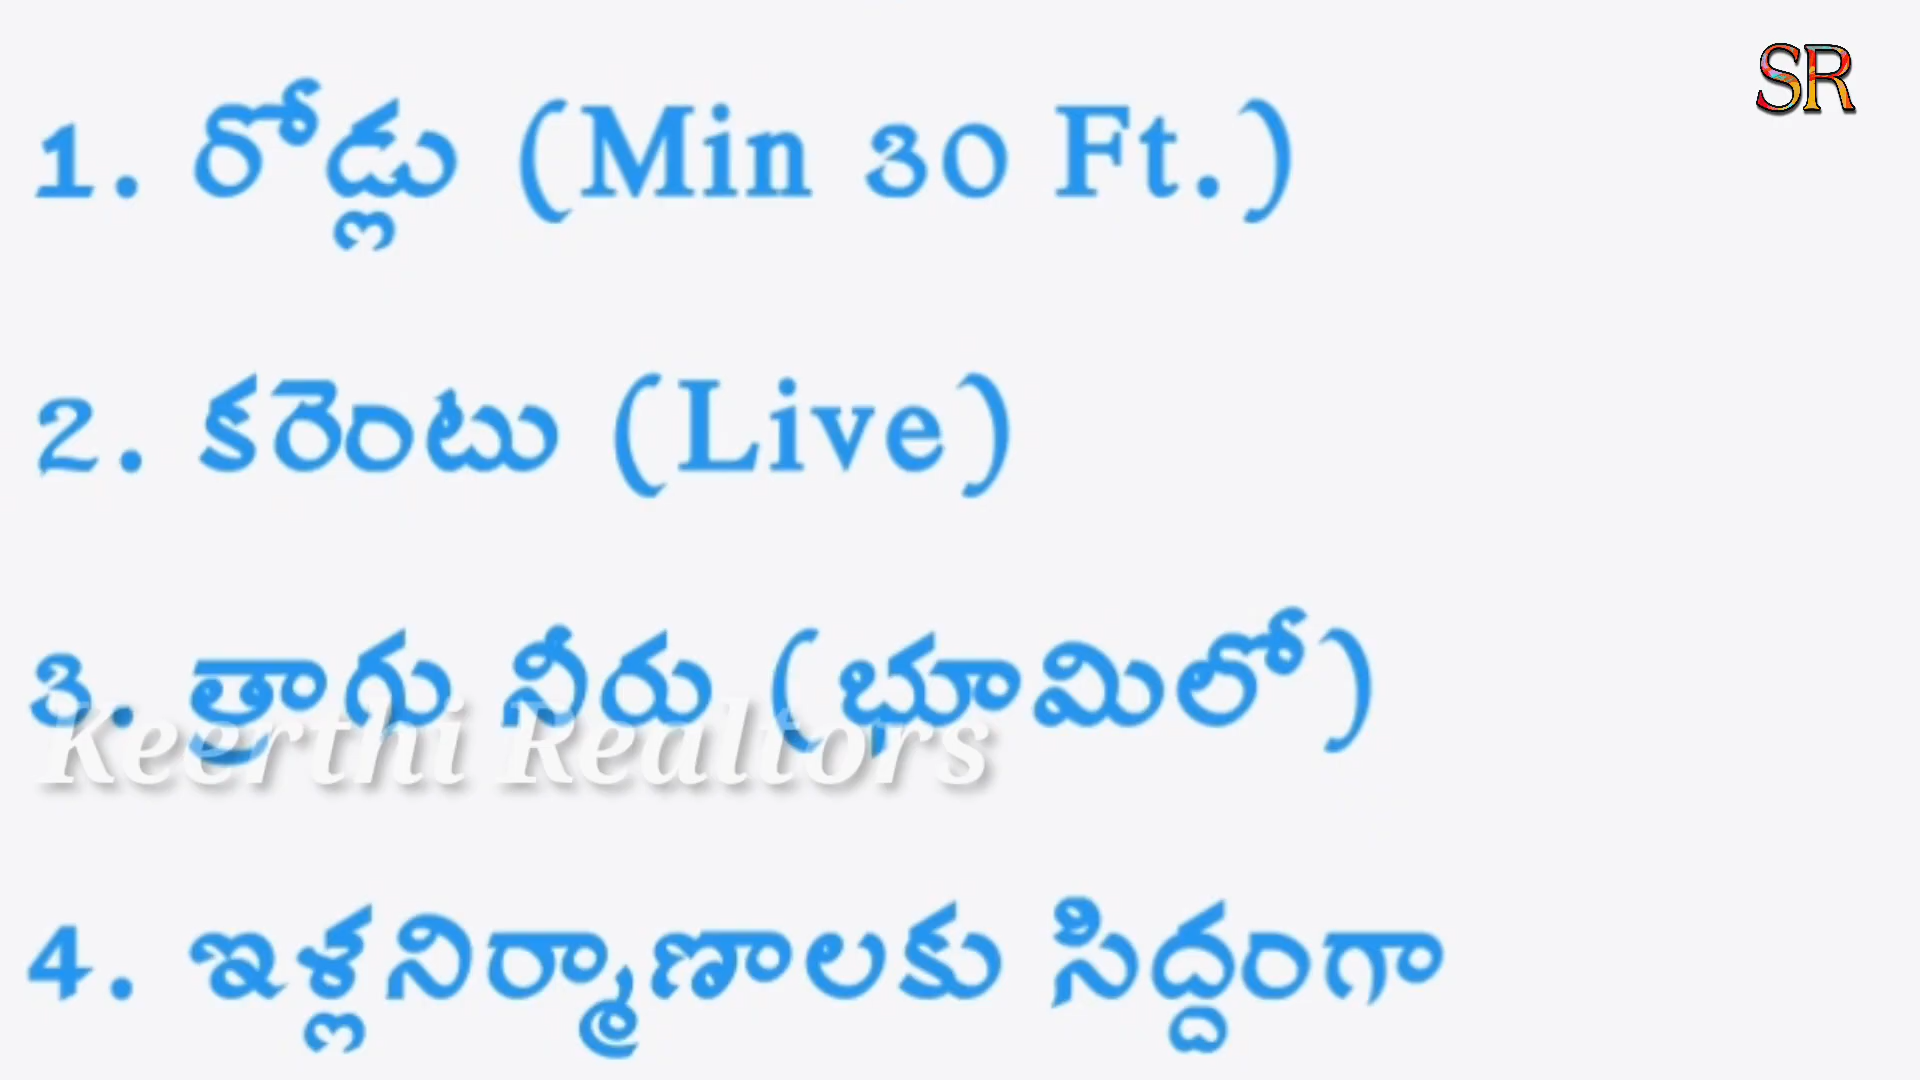 SR
1. రోడ్లు (Min 30 Ft.)
2. కరెంటు (Live)
3. త్రాగు నీరు (భూమిలో)
Keerthi Realtors
4. ఇళ్లనిర్మాణాలకు సిద్దంగా